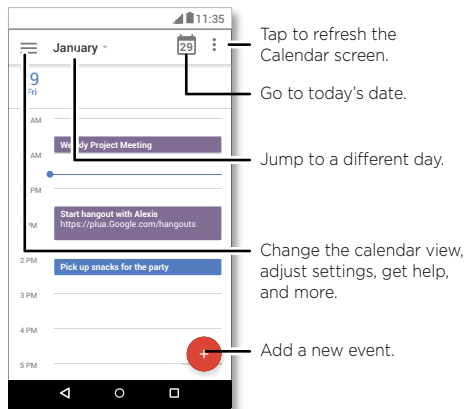 11:35
January
29
Tap to refresh the
Calendar screen.
9
Fri
Go to today's date.
AM
Weekly Project Meeting
AM
Jump to a different day.
PM
Start hangout with Alexis
https://plua.Google.com/hangouts
PM
Change the calendar view,
adjust settings, get help,
and more.
2 PM
Pick up snacks for the party
3 PM
4 PM
Add a new event.
5 PM